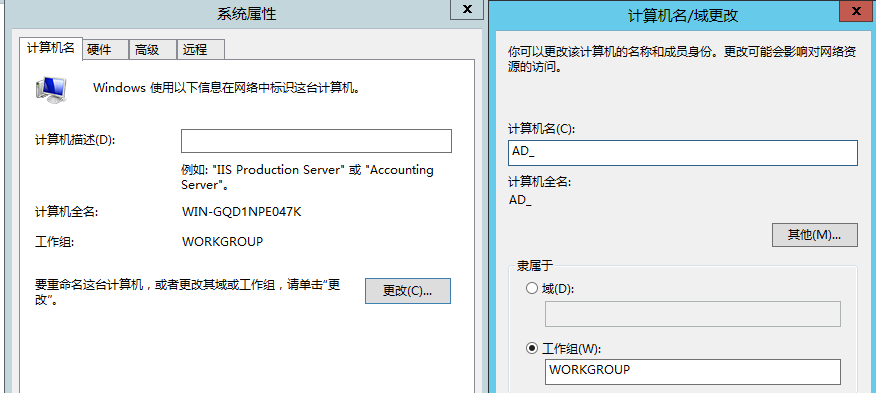 系统属性
x
计算机名
硬件
高级
远程
Windows 使用以下信息在网络中标识这台计算机。
计算机描述(D):
例如: "IIS Production Server" 或 "Accounting
Server"。
计算机全名:
WIN-GQD1NPE047K
工作组:
WORKGROUP
要重命名这台计算机，或者更改其域或工作组，请单击"更
改"。
更改(C)...
计算机名/域更改
x
你可以更改该计算机的名称和成员身份。更改可能会影响对网络资
源的访问。
计算机名(C):
AD_
计算机全名:
AD_
其他(M)...
隶属于
域(D):
工作组(W):
WORKGROUP